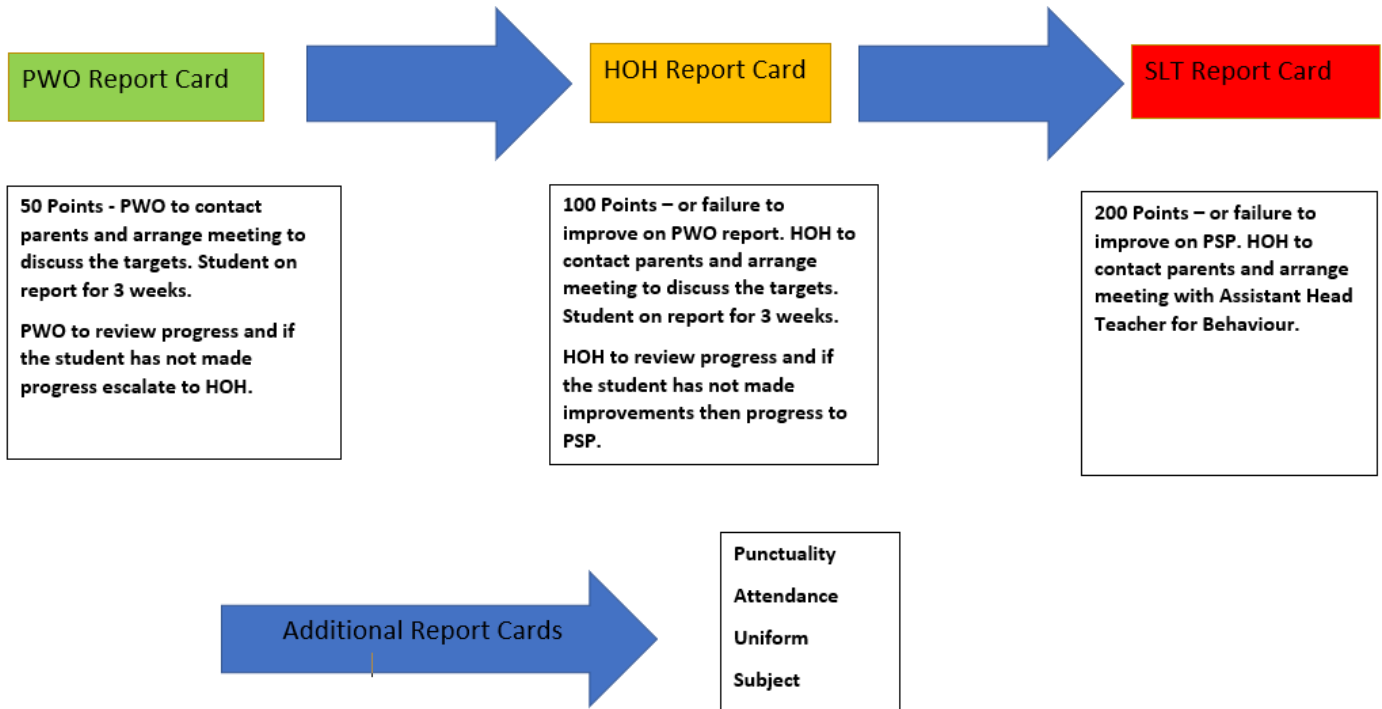 PWO Report Card
HOH Report Card
SLT Report Card
50 Points - PWO to contact
parents and arrange meeting to
discuss the targets. Student on
report for 3 weeks.
PWO to review progress and if
the student has not made
progress escalate to HOH.
100 Points – or failure to
improve on PWO report. HOH to
contact parents and arrange
meeting to discuss the targets.
Student on report for 3 weeks.
HOH to review progress and if
the student has not made
improvements then progress to
PSP.
200 Points – or failure to
improve on PSP. HOH to
contact parents and arrange
meeting with Assistant Head
Teacher for Behaviour.
Additional Report Cards
Punctuality
Attendance
Uniform
Subject